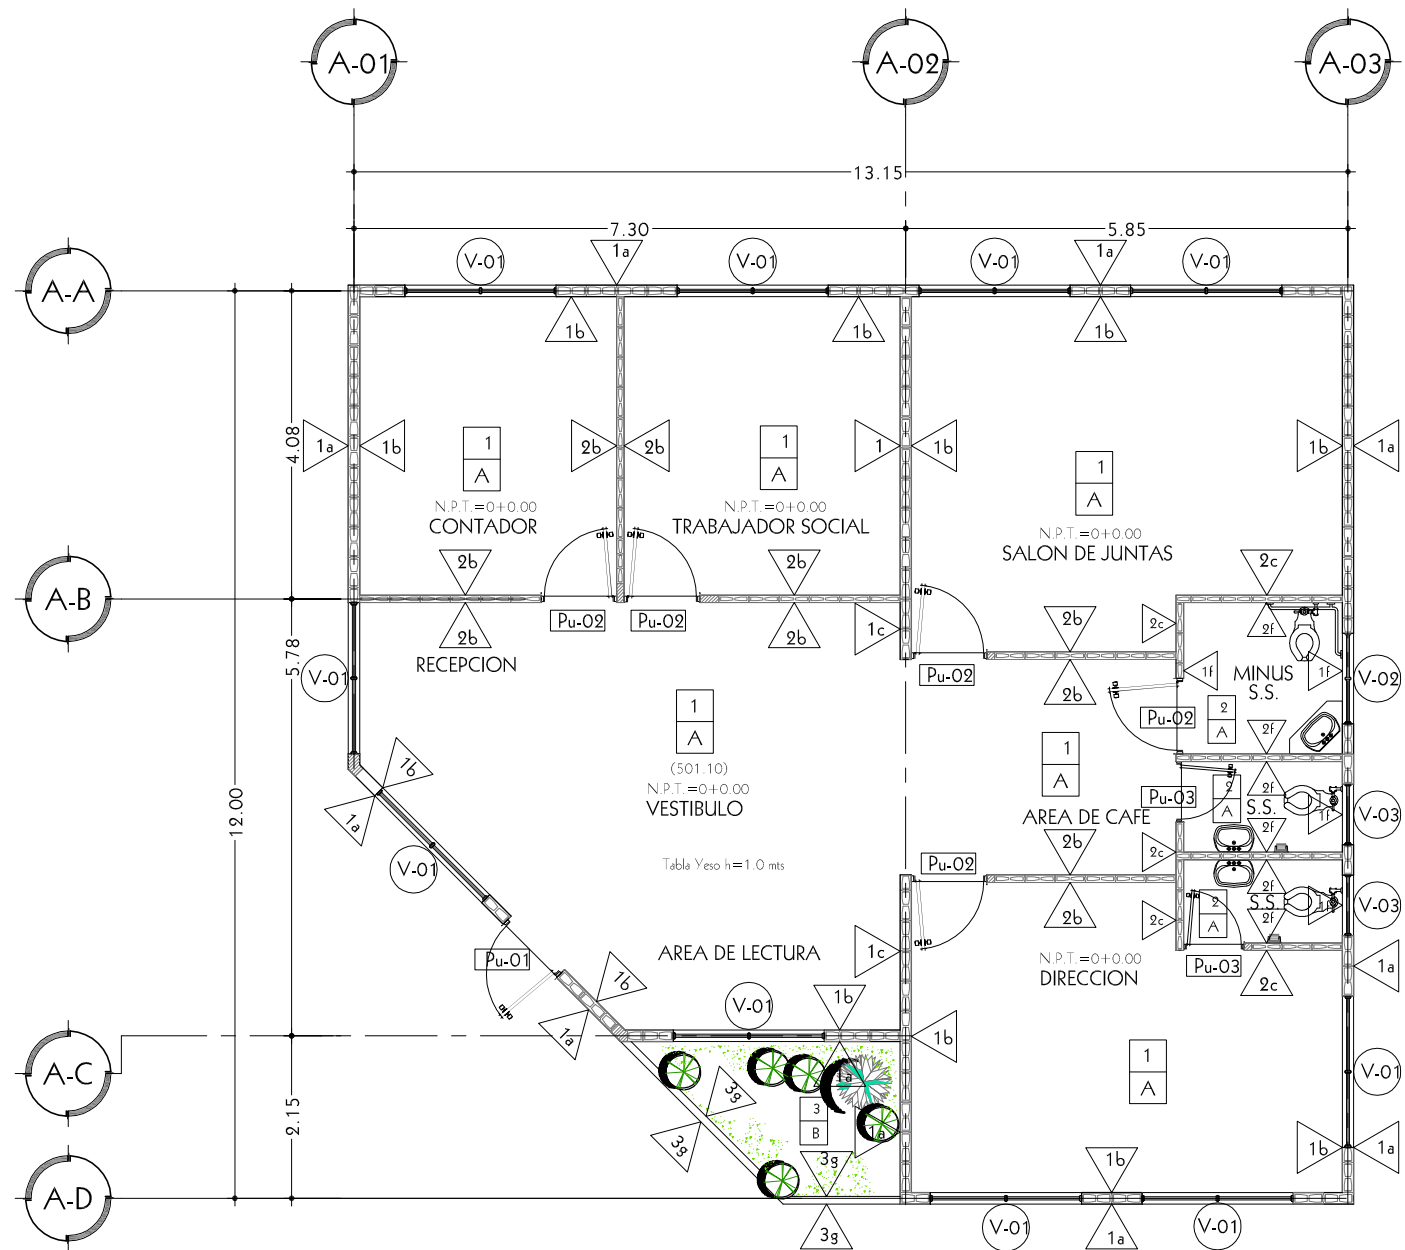 A-01
A-02
A-03
13.15
7.30
5.85
1a
1a
V-01
V-01
V-01
V-01
A-A
1b
1b
1b
4.08
1a
1b
2b
2b
1
1b
1b
1a
1
A
1
A
1
A
N.P.T.=0+0.00
CONTADOR
N.P.T.=0+0.00
TRABAJADOR SOCIAL
N.P.T.=0+0.00
SALON DE JUNTAS
2b
2b
2c
A-B
Pu-02
Pu-02
2b
2b
1c
2b
2c
2f
RECEPCION
5.78
V-01
Pu-02
2b
1f
MINUS
S.S.
1f
V-02
1
A
2
A
Pu-02
2f
(501.10)
N.P.T.=0+0.00
VESTIBULO
1
A
1b
1a
12.00
2f
2
A
Pu-03
S.S.
1f
V-03
AREA DE CAFE
2f
2b
2c
Tabla Yeso h=1.0 mts
Pu-02
V-01
2f
2b
2c
2
A
S.S.
1f
V-03
2f
AREA DE LECTURA
1c
N.P.T.=0+0.00
DIRECCION
Pu-03
2c
1a
Pu-01
1b
1a
V-01
1b
1b
A-C
1a
1
A
V-01
2.15
3g
3g
3
B
1a
3g
1b
1b
1a
A-D
3g
V-01
1a
V-01